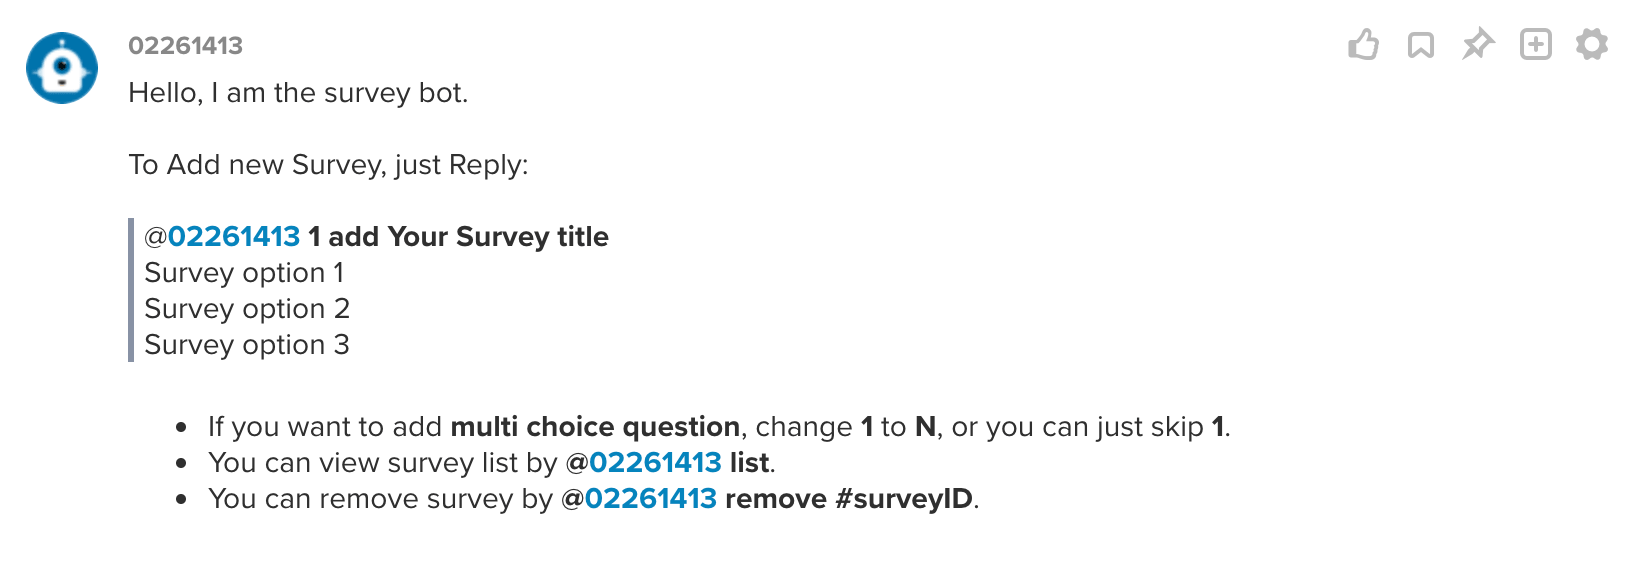 02261413
Hello, I am the survey bot.
To Add new Survey, just Reply:
@02261413 1 add Your Survey title
Survey option 1
Survey option 2
Survey option 3
• If you want to add multi choice question, change 1 to N, or you can just skip 1.
• You can view survey list by @02261413 list.
• You can remove survey by @02261413 remove #surveyID.